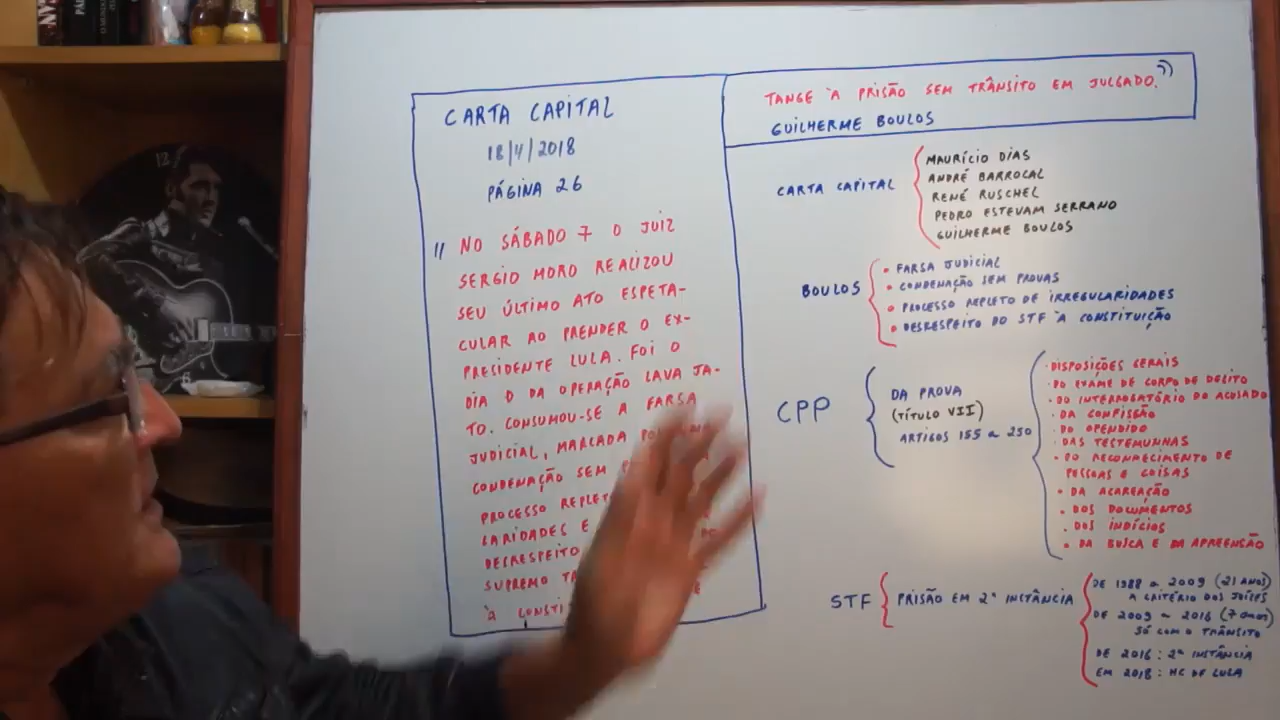 CARTA CAPITAL
18/4/2018
PÁGINA 26
" NO SÁBADO 7 O JUIZ
SERGIO MORO REALIZOU
SEU ÚLTIMO ATO ESPETA-
CULAR AO PRENDER O EX-
PRESIDENTE LULA. FOI O
DIA D DA OPERAÇÃO LAVA JA-
TO. CONSUMOU-SE A FARSA
JUDICIAL, MARCADA
CONDENAÇÃO SEM
PROCESSO
LARIDADES E
DESRESPEITO
SUPREMO
À
TANGE À PRISÃO SEM TRÂNSITO EM JULGADO."
GUILHERME BOULOS
CARTA CAPITAL
MAURÍCIO DIAS
ANDRÉ BARROCAL
RENÉ RUSCHEL
PEDRO ESTEVAM SERRANO
GUILHERME BOULOS
BOULOS
• FARSA JUDICIAL
• CONDENAÇÃO SEM PROVAS
• PROCESSO REPLETO DE IRREGULARIDADES
• DESRESPEITO DO STF À CONSTITUIÇÃO
CPP
DA PROVA
(TÍTULO VII)
ARTIGOS 155 a 250
• DISPOSIÇÕES GERAIS
• DO EXAME DE CORPO DE DELITO
• DO INTERROGATÓRIO DO ACUSADO
• DA CONFISSÃO
• DO OFENDIDO
• DAS TESTEMUNHAS
• DO RECONHECIMENTO DE
PESSOAS E COISAS
• DA ACAREAÇÃO
• DOS DOCUMENTOS
• DOS INDÍCIOS
• DA BUSCA E DA APREENSÃO
STF
PRISÃO EM 2ª INSTÂNCIA
DE 1988 a 2009 (21 ANOS)
A CRITÉRIO DOS JUÍZES
DE 2009 a 2016 (7 anos)
SÓ COM O TRÂNSITO
DE 2016: 2ª INSTÂNCIA
EM 2018: HC DE LULA